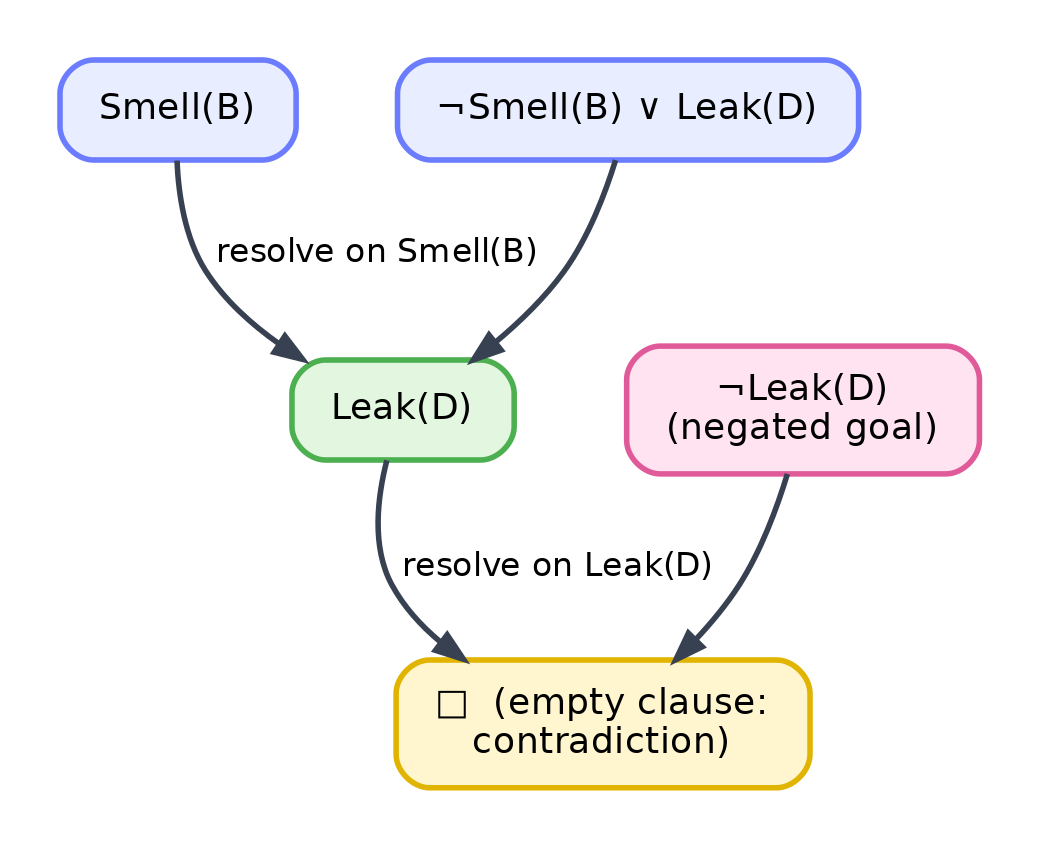 Smell(B)
¬Smell(B) ∨ Leak(D)
resolve on Smell(B)
Leak(D)
¬Leak(D)
(negated goal)
resolve on Leak(D)
□ (empty clause:
contradiction)